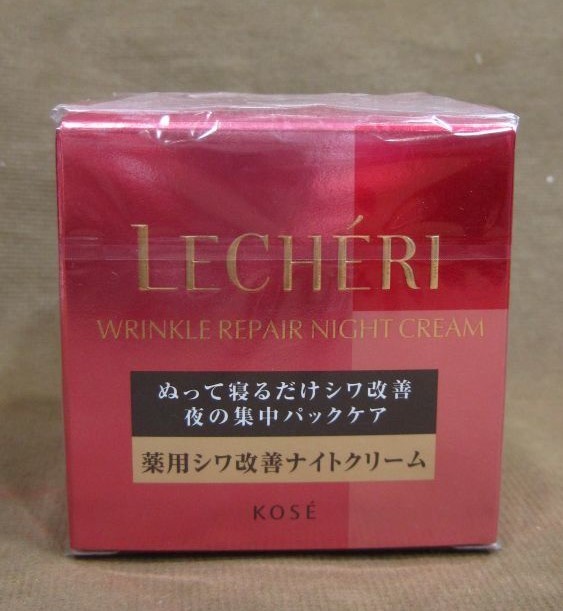 LECHÉRI
WRINKLE REPAIR NIGHT CREAM
ぬって寝るだけシワ改善
夜の集中パックケア
薬用シワ改善ナイトクリーム
KOSÉ